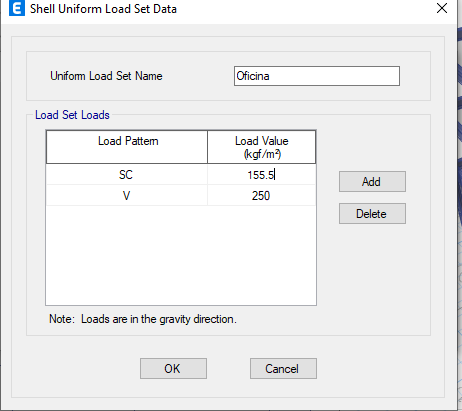 E Shell Uniform Load Set Data
Uniform Load Set Name Oficina
Load Set Loads
Load Pattern Load Value
(kgf/m²)
SC 155.5
V 250
Add
Delete
Note: Loads are in the gravity direction.
OK Cancel